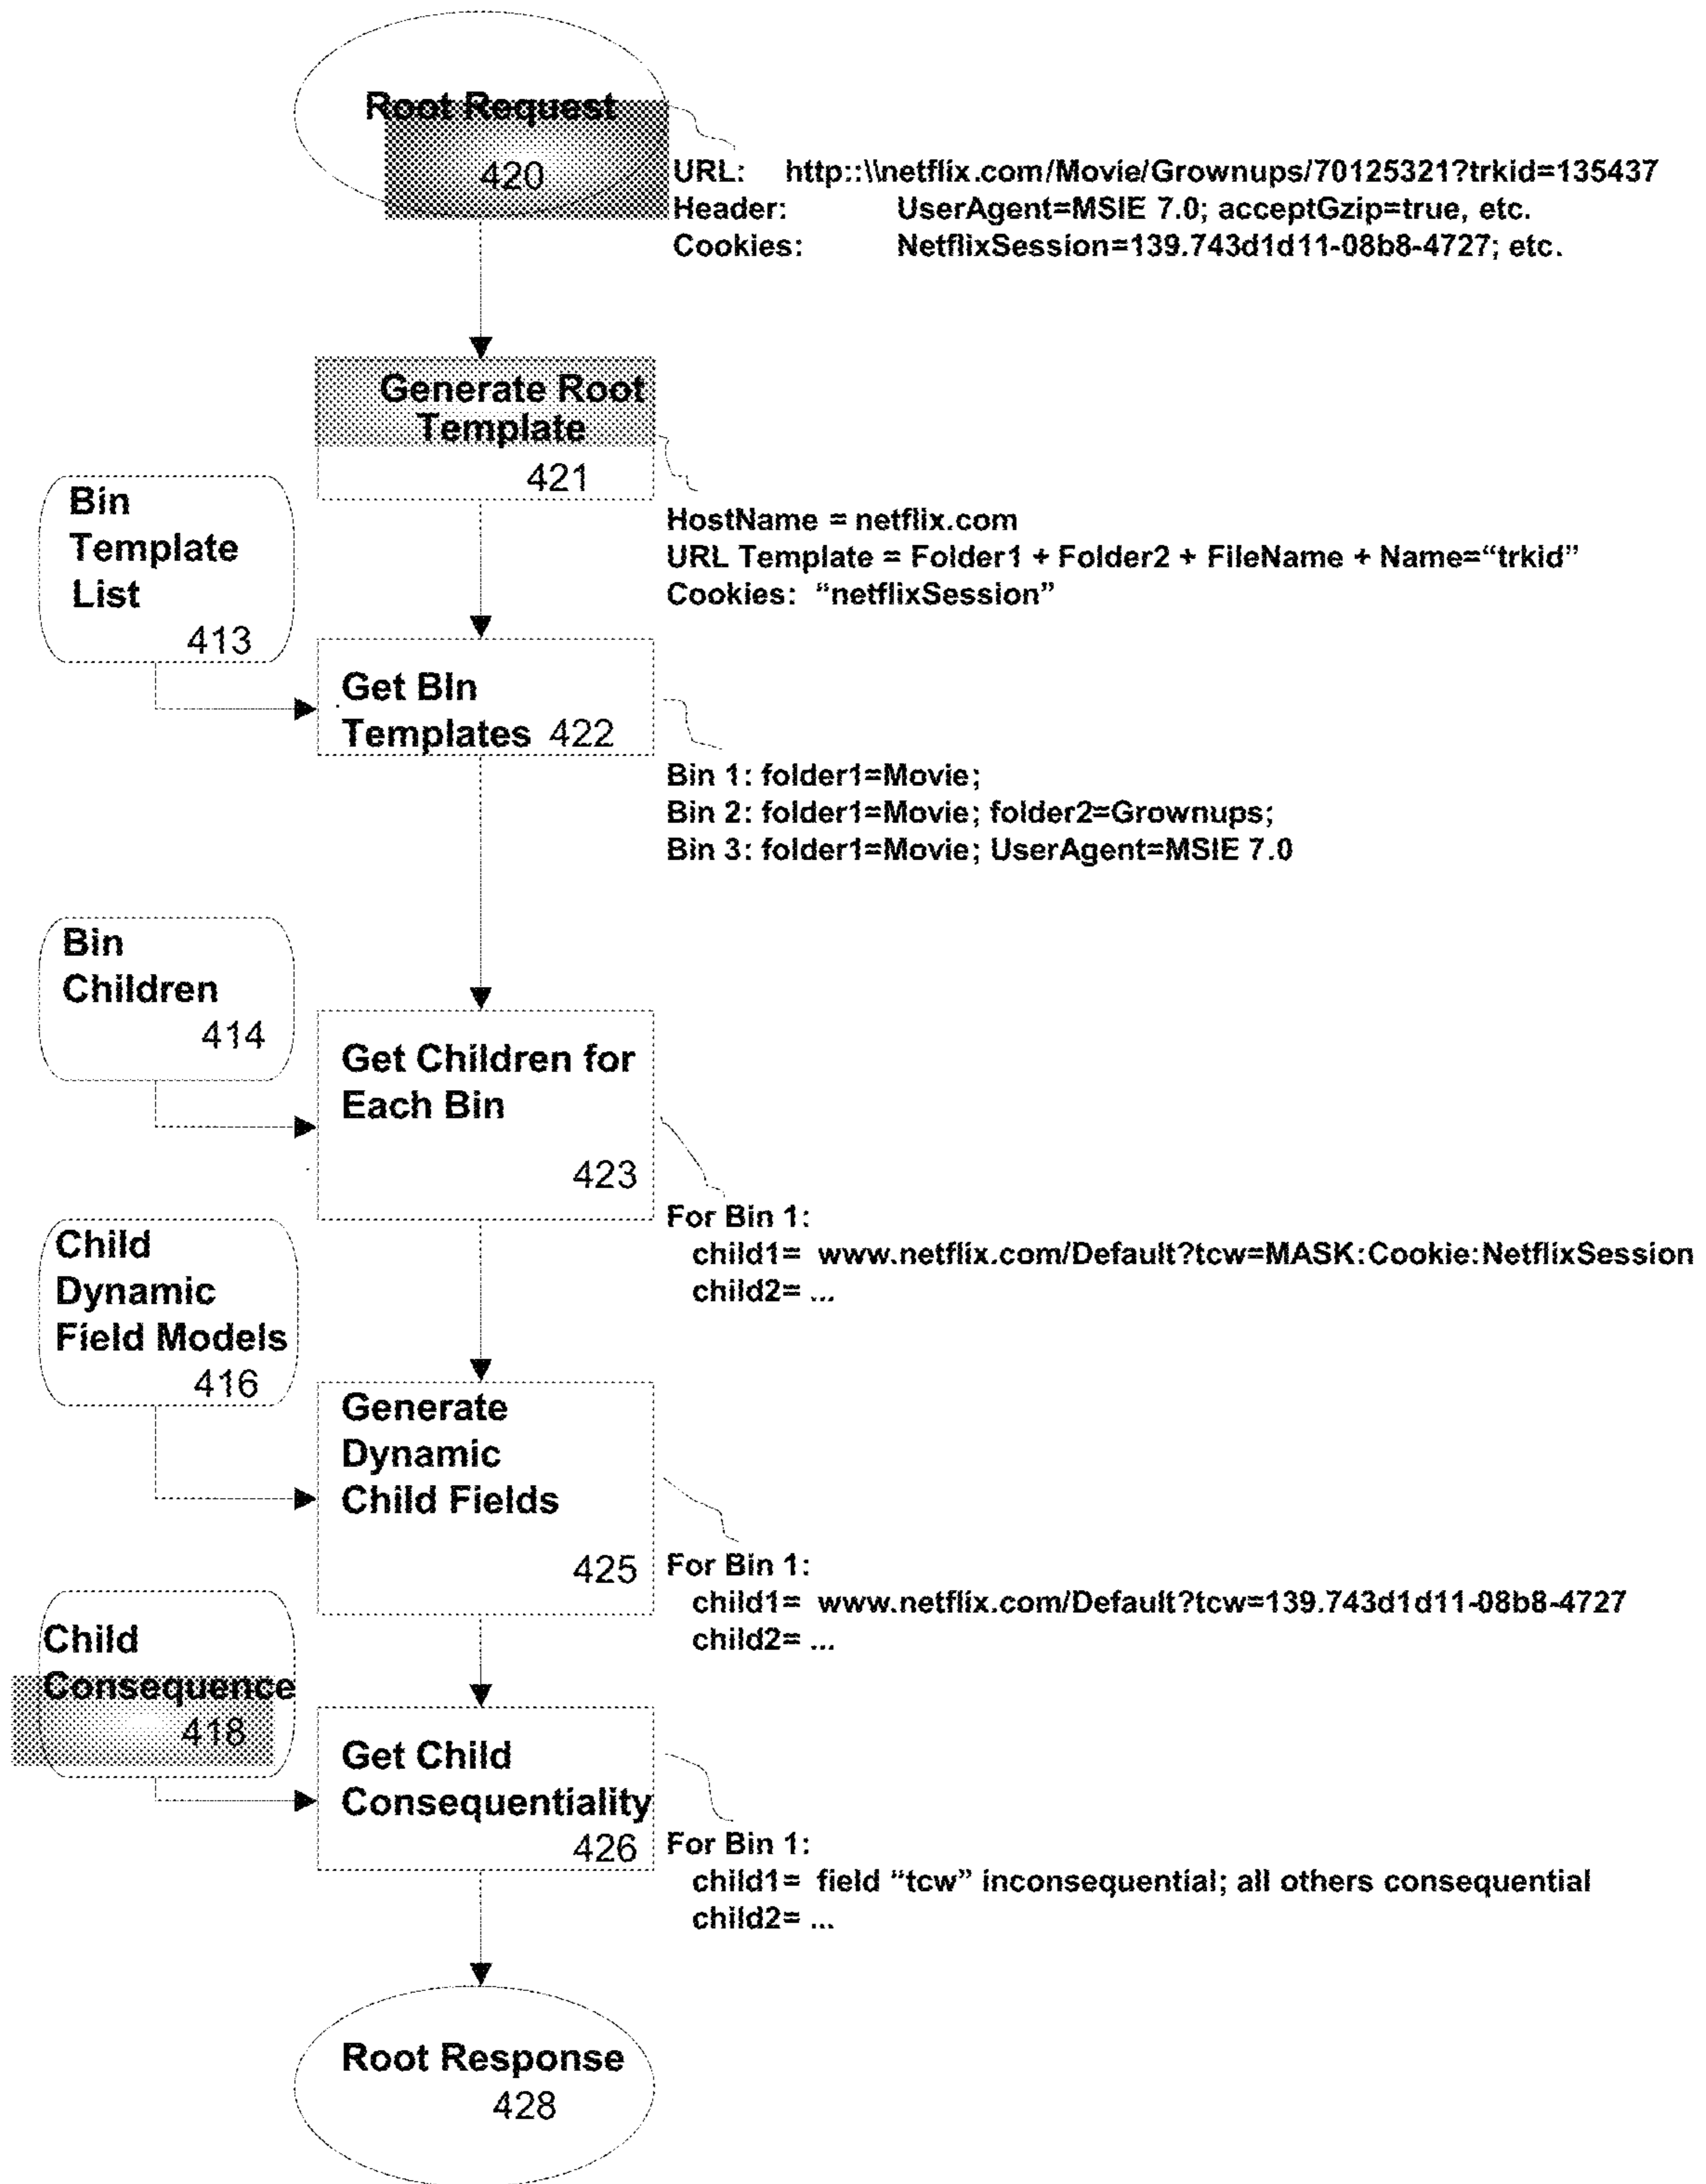 Root Request
420
URL: http::\\netflix.com/Movie/Grownups/70125321?trkid=135437
Header: UserAgent=MSIE 7.0; acceptGzip=true, etc.
Cookies: NetflixSession=139.743d1d11-08b8-4727; etc.
Generate Root
Template
421
HostName = netflix.com
URL Template = Folder1 + Folder2 + FileName + Name=“trkid”
Cookies: “netflixSession”
Bin
Template
List
413
Get BIn
Templates 422
Bin 1: folder1=Movie;
Bin 2: folder1=Movie; folder2=Grownups;
Bin 3: folder1=Movie; UserAgent=MSIE 7.0
Bin
Children
414
Get Children for
Each Bin
423
For Bin 1:
child1= www.netflix.com/Default?tcw=MASK:Cookie:NetflixSession
child2= ...
Child
Dynamic
Field Models
416
Generate
Dynamic
Child Fields
425
For Bin 1:
child1= www.netflix.com/Default?tcw=139.743d1d11-08b8-4727
child2= ...
Child
Consequence
418
Get Child
Consequentiality
426
For Bin 1:
child1= field “tcw” inconsequential; all others consequential
child2= ...
Root Response
428